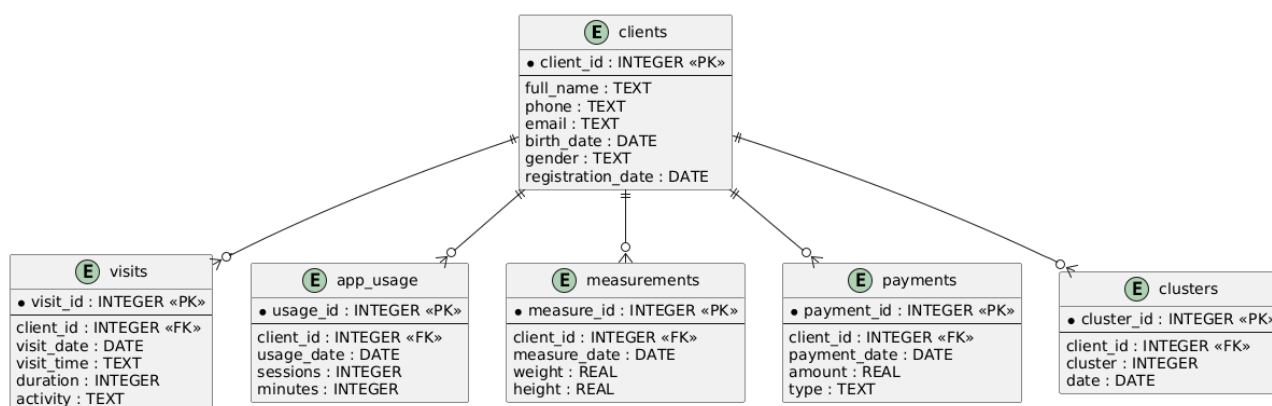 E clients
* client_id : INTEGER «PK»
full_name : TEXT
phone : TEXT
email : TEXT
birth_date : DATE
gender : TEXT
registration_date : DATE
E visits
* visit_id : INTEGER «PK»
client_id : INTEGER «FK»
visit_date : DATE
visit_time : TEXT
duration : INTEGER
activity : TEXT
E app_usage
* usage_id : INTEGER «PK»
client_id : INTEGER «FK»
usage_date : DATE
sessions : INTEGER
minutes : INTEGER
E measurements
* measure_id : INTEGER «PK»
client_id : INTEGER «FK»
measure_date : DATE
weight : REAL
height : REAL
E payments
* payment_id : INTEGER «PK»
client_id : INTEGER «FK»
payment_date : DATE
amount : REAL
type : TEXT
E clusters
* cluster_id : INTEGER «PK»
client_id : INTEGER «FK»
cluster : INTEGER
date : DATE